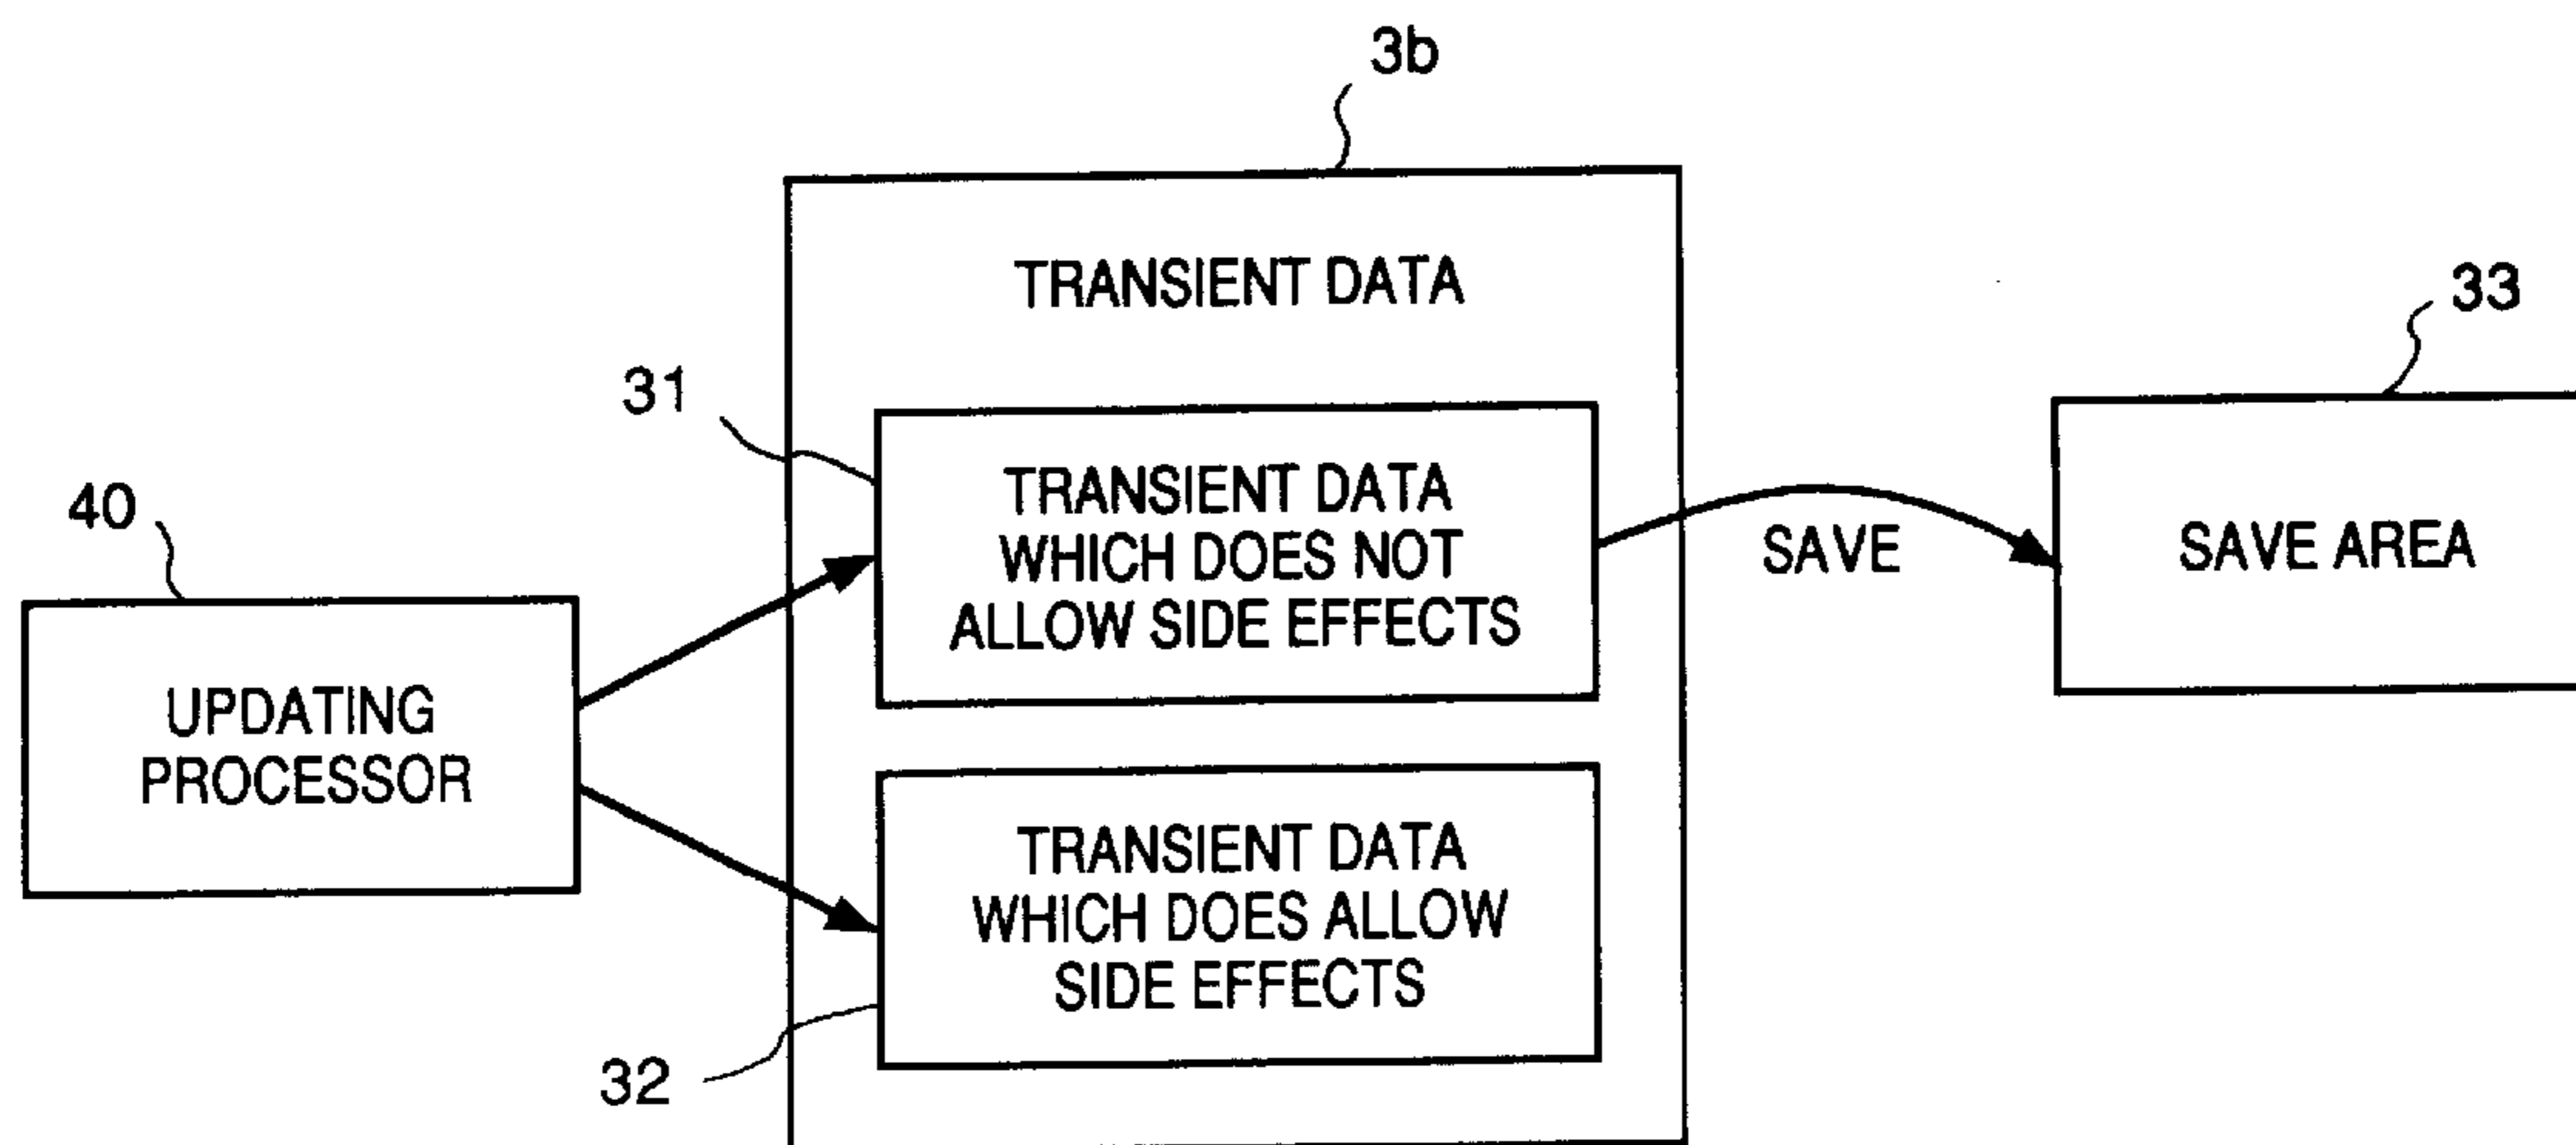 3b
TRANSIENT DATA
33
31
TRANSIENT DATA
WHICH DOES NOT
ALLOW SIDE EFFECTS
SAVE
SAVE AREA
40
UPDATING
PROCESSOR
TRANSIENT DATA
WHICH DOES ALLOW
SIDE EFFECTS
32